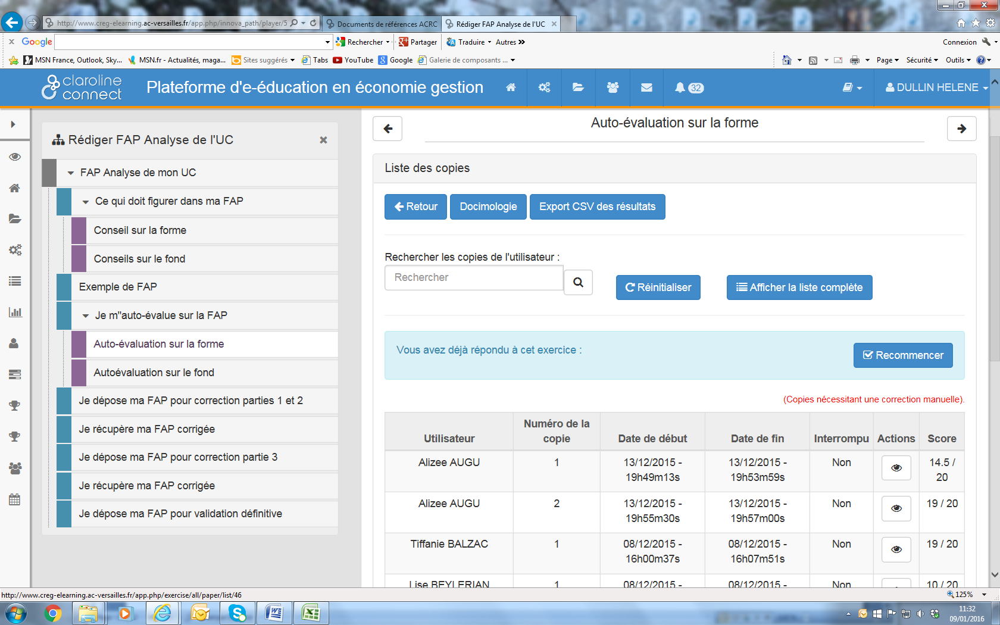 http://www.creg-elearning.ac-versailles.fr/app.php/innova_path/player/5
Documents de références ACRC
Rédiger FAP Analyse de l'UC
Google
Rechercher
Partager
Traduire
Autres
Connexion
MSN France, Outlook, Sky...
MSN.fr - Actualités, maga...
Sites suggérés
Tabs
YouTube
Google
Galerie de composants ...
Page
Sécurité
Outils
claroline
connect
Plateforme d'e-éducation en économie gestion
32
DULLIN HELENE
Rédiger FAP Analyse de l'UC
FAP Analyse de mon UC
Ce qui doit figurer dans ma FAP
Conseil sur la forme
Conseils sur le fond
Exemple de FAP
Je m"auto-évalue sur la FAP
Auto-évaluation sur la forme
Autoévaluation sur le fond
Je dépose ma FAP pour correction parties 1 et 2
Je récupère ma FAP corrigée
Je dépose ma FAP pour correction partie 3
Je récupère ma FAP corrigée
Je dépose ma FAP pour validation définitive
Auto-évaluation sur la forme
Liste des copies
Retour
Docimologie
Export CSV des résultats
Rechercher les copies de l'utilisateur :
Rechercher
Réinitialiser
Afficher la liste complète
Vous avez déjà répondu à cet exercice :
Recommencer
(Copies nécessitant une correction manuelle).
Utilisateur Numéro de la copie Date de début Date de fin Interrompu Actions Score
Alizee AUGU 1 13/12/2015 - 19h49m13s 13/12/2015 - 19h53m59s Non 14.5 / 20
Alizee AUGU 2 13/12/2015 - 19h55m30s 13/12/2015 - 19h57m00s Non 19 / 20
Tiffanie BALZAC 1 08/12/2015 - 16h00m37s 08/12/2015 - 16h07m51s Non 19 / 20
Lise BEYLERIAN 1 08/12/2015 - 08/12/2015 - Non 10 / 20
http://www.creg-elearning.ac-versailles.fr/app.php/exercise/all/paper/list/46
125%
11:32
09/01/2016